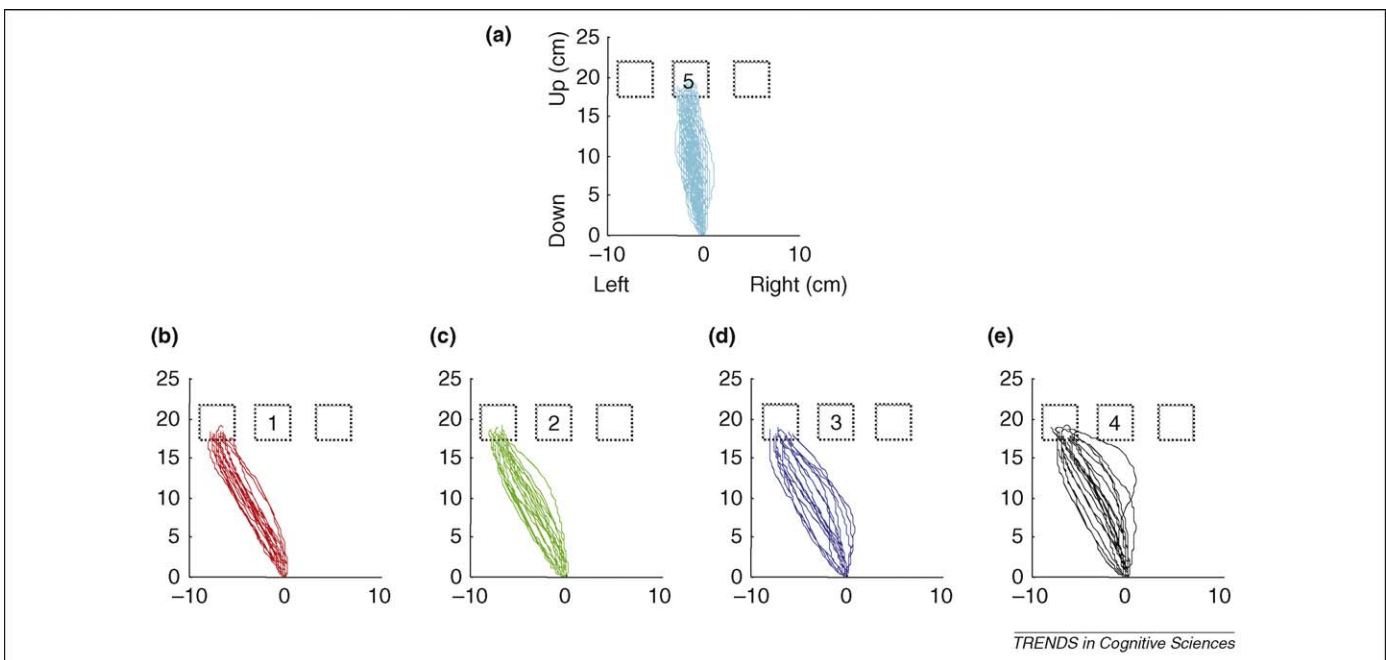 (a)
25
20
15
10
5
0
Up (cm)
Down
5
–10 0 10
Left Right (cm)
(b) (c) (d) (e)
25 25 25 25
20 20 20 20
1 2 3 4
15 15 15 15
10 10 10 10
5 5 5 5
0 0 0 0
–10 0 10 –10 0 10 –10 0 10 –10 0 10
TRENDS in Cognitive Sciences